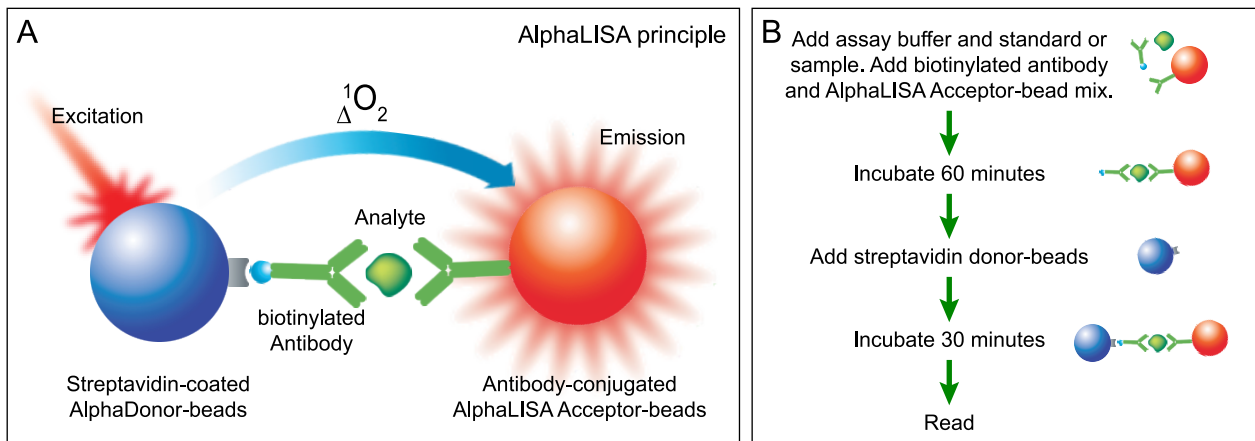 A
AlphaLISA principle
Excitation
¹ΔO₂
Emission
Analyte
biotinylated
Antibody
Streptavidin-coated
AlphaDonor-beads
Antibody-conjugated
AlphaLISA Acceptor-beads
B
Add assay buffer and standard or
sample. Add biotinylated antibody
and AlphaLISA Acceptor-bead mix.
Incubate 60 minutes
Add streptavidin donor-beads
Incubate 30 minutes
Read